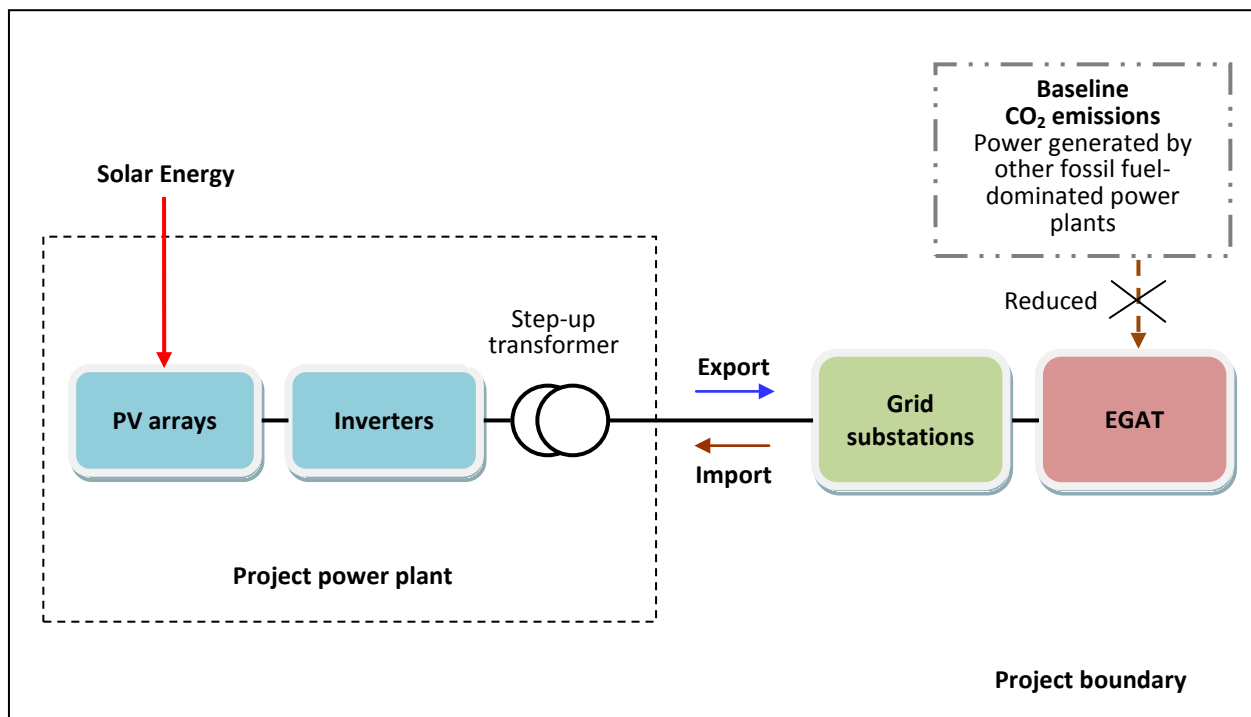 Baseline
CO₂ emissions
Power generated by
other fossil fuel-
dominated power
plants
Solar Energy
Reduced
Step-up
transformer
Export
PV arrays
Inverters
Grid
substations
EGAT
Import
Project power plant
Project boundary